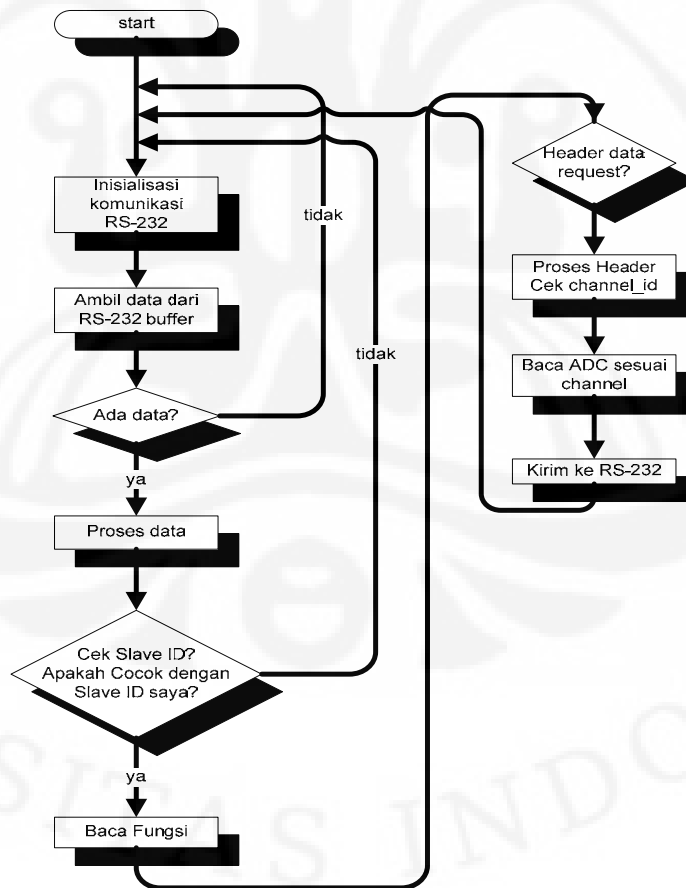 start
Inisialisasi
komunikasi
RS-232
tidak
Ambil data dari
RS-232 buffer
tidak
Ada data?
ya
Proses data
Cek Slave ID?
Apakah Cocok dengan
Slave ID saya?
ya
Baca Fungsi
Header data
request?
Proses Header
Cek channel_id
Baca ADC sesuai
channel
Kirim ke RS-232
SITAS INDO